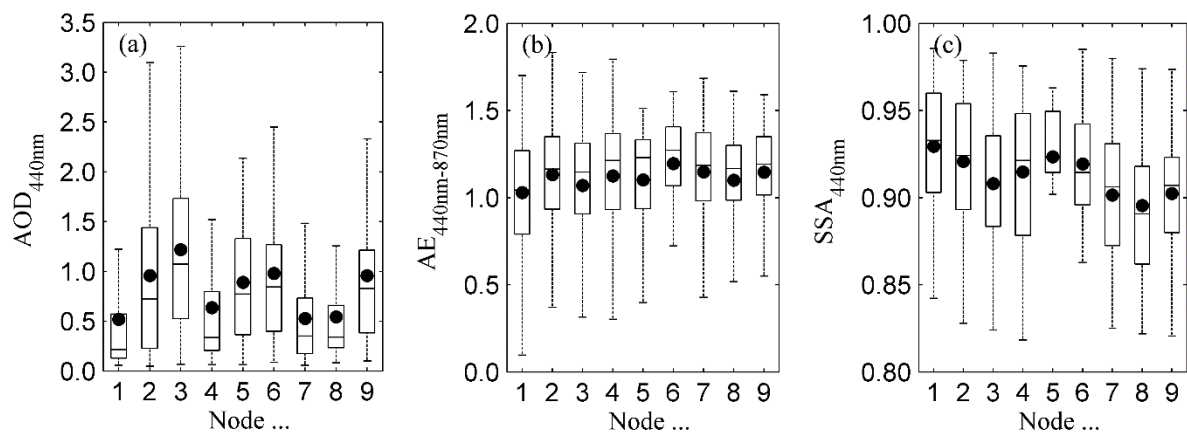 (a)
AOD440nm
3.5
3.0
2.5
2.0
1.5
1.0
0.5
0.0
1 2 3 4 5 6 7 8 9
Node ...
(b)
AE440nm-870nm
2.0
1.5
1.0
0.5
0.0
1 2 3 4 5 6 7 8 9
Node ...
(c)
SSA440nm
1.00
0.95
0.90
0.85
0.80
1 2 3 4 5 6 7 8 9
Node ...